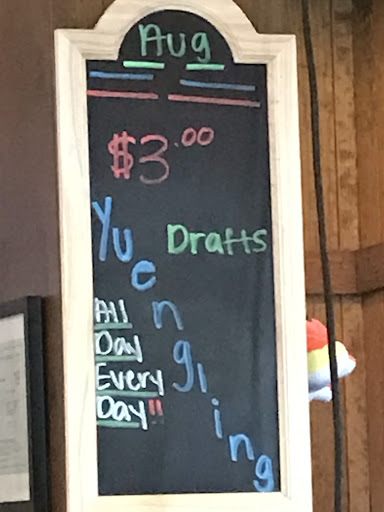 Aug
$3.00
Yuengling Drafts
All
Day
Every
Day!!